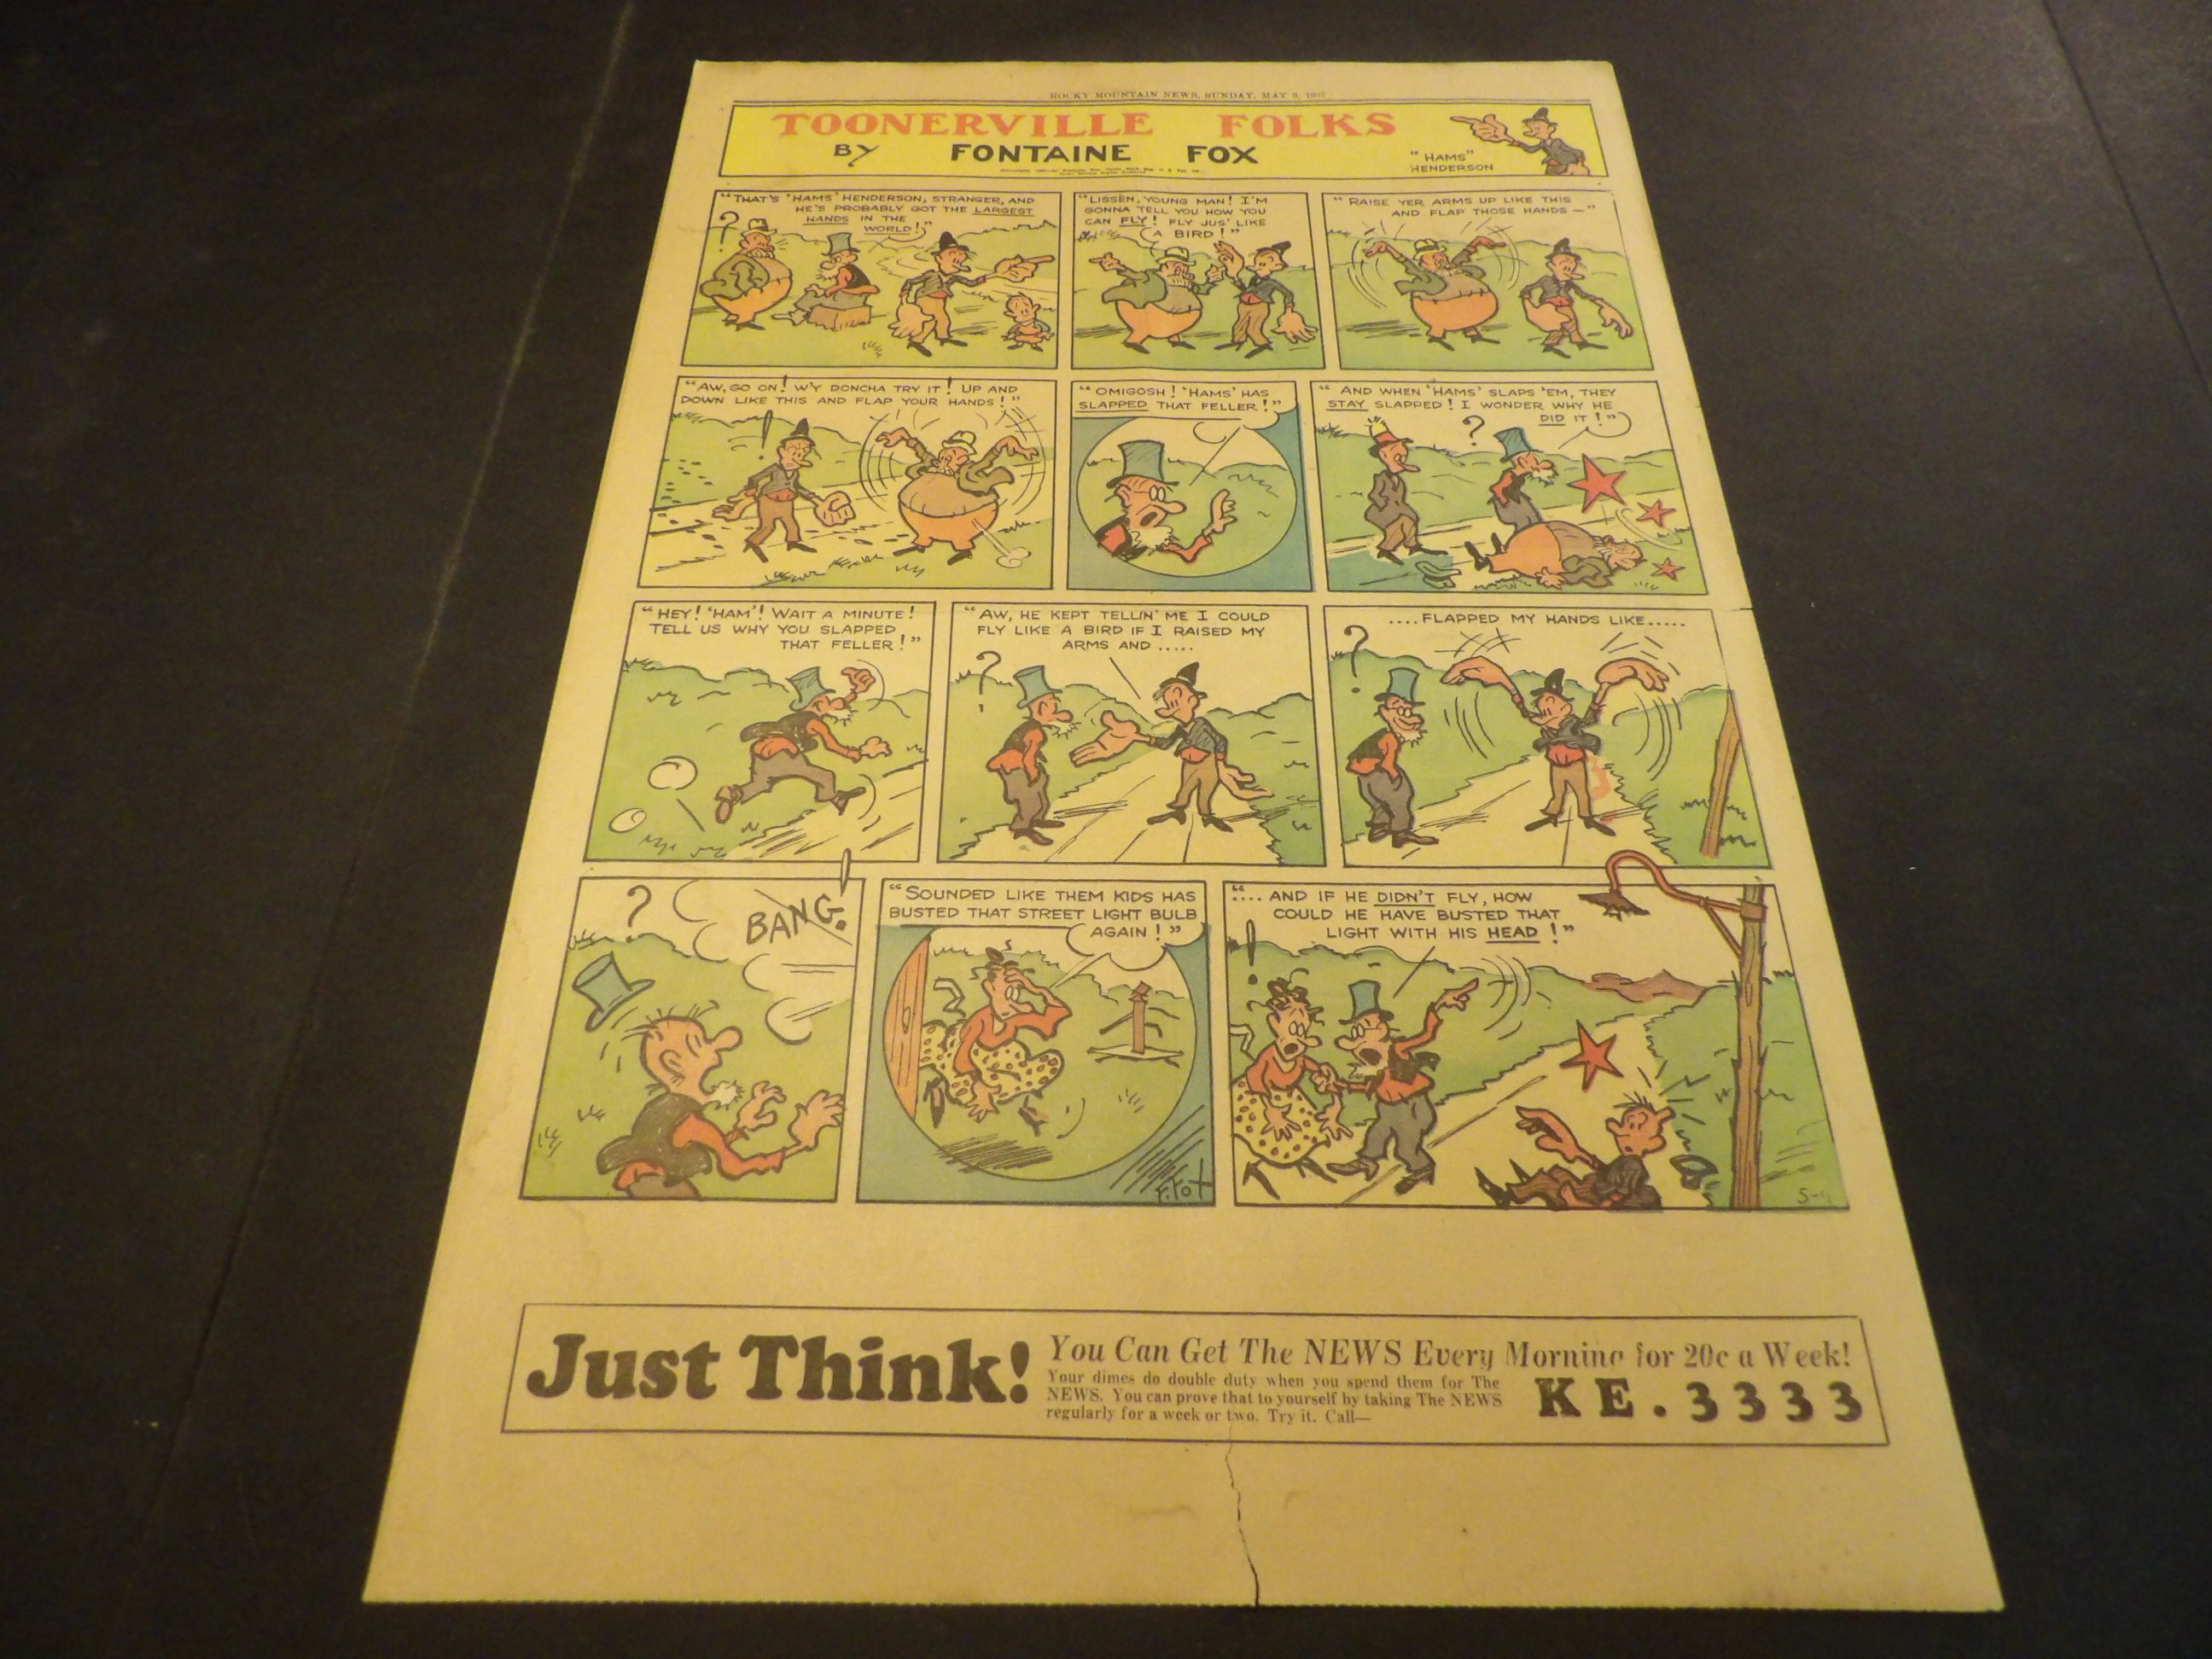 ROCKY MOUNTAIN NEWS, SUNDAY, MAY 9, 1937
TOONERVILLE FOLKS
BY FONTAINE FOX
"HAMS"
HENDERSON
"THAT'S 'HAMS' HENDERSON, STRANGER, AND
HE'S PROBABLY GOT THE LARGEST
HANDS IN THE
WORLD!"
?
"LISSEN, YOUNG MAN! I'M
GONNA TELL YOU HOW YOU
CAN FLY! FLY JUS' LIKE
A BIRD!"
"RAISE YER ARMS UP LIKE THIS
AND FLAP THOSE HANDS—"
"AW, GO ON! W'Y DONCHA TRY IT! UP AND
DOWN LIKE THIS AND FLAP YOUR HANDS!"
!
"OMIGOSH! 'HAMS' HAS
SLAPPED THAT FELLER!"
"AND WHEN 'HAMS' SLAPS 'EM, THEY
STAY SLAPPED! I WONDER WHY HE
DID IT!"
?
"HEY! 'HAM'! WAIT A MINUTE!
TELL US WHY YOU SLAPPED
THAT FELLER!"
"AW, HE KEPT TELLIN' ME I COULD
FLY LIKE A BIRD IF I RAISED MY
ARMS AND .....
?
....FLAPPED MY HANDS LIKE.....
?
?
BANG!
"SOUNDED LIKE THEM KIDS HAS
BUSTED THAT STREET LIGHT BULB
AGAIN!"
F. FOX
".... AND IF HE DIDN'T FLY, HOW
COULD HE HAVE BUSTED THAT
LIGHT WITH HIS HEAD!"
!
Just Think!
You Can Get The NEWS Every Morning for 20c a Week!
Your dimes do double duty when you spend them for The
NEWS. You can prove that to yourself by taking The NEWS
regularly for a week or two. Try it. Call—
KE. 3333